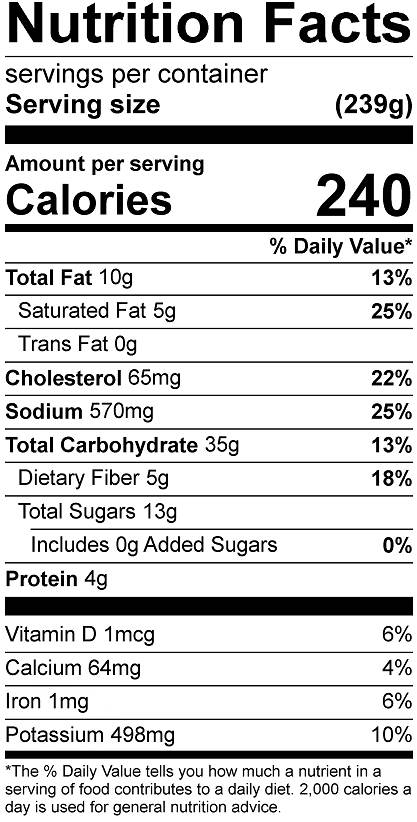 Nutrition Facts
servings per container
Serving size (239g)
Amount per serving
Calories 240
% Daily Value*
Total Fat 10g 13%
Saturated Fat 5g 25%
Trans Fat 0g
Cholesterol 65mg 22%
Sodium 570mg 25%
Total Carbohydrate 35g 13%
Dietary Fiber 5g 18%
Total Sugars 13g
Includes 0g Added Sugars 0%
Protein 4g
Vitamin D 1mcg 6%
Calcium 64mg 4%
Iron 1mg 6%
Potassium 498mg 10%
*The % Daily Value tells you how much a nutrient in a
serving of food contributes to a daily diet. 2,000 calories a
day is used for general nutrition advice.